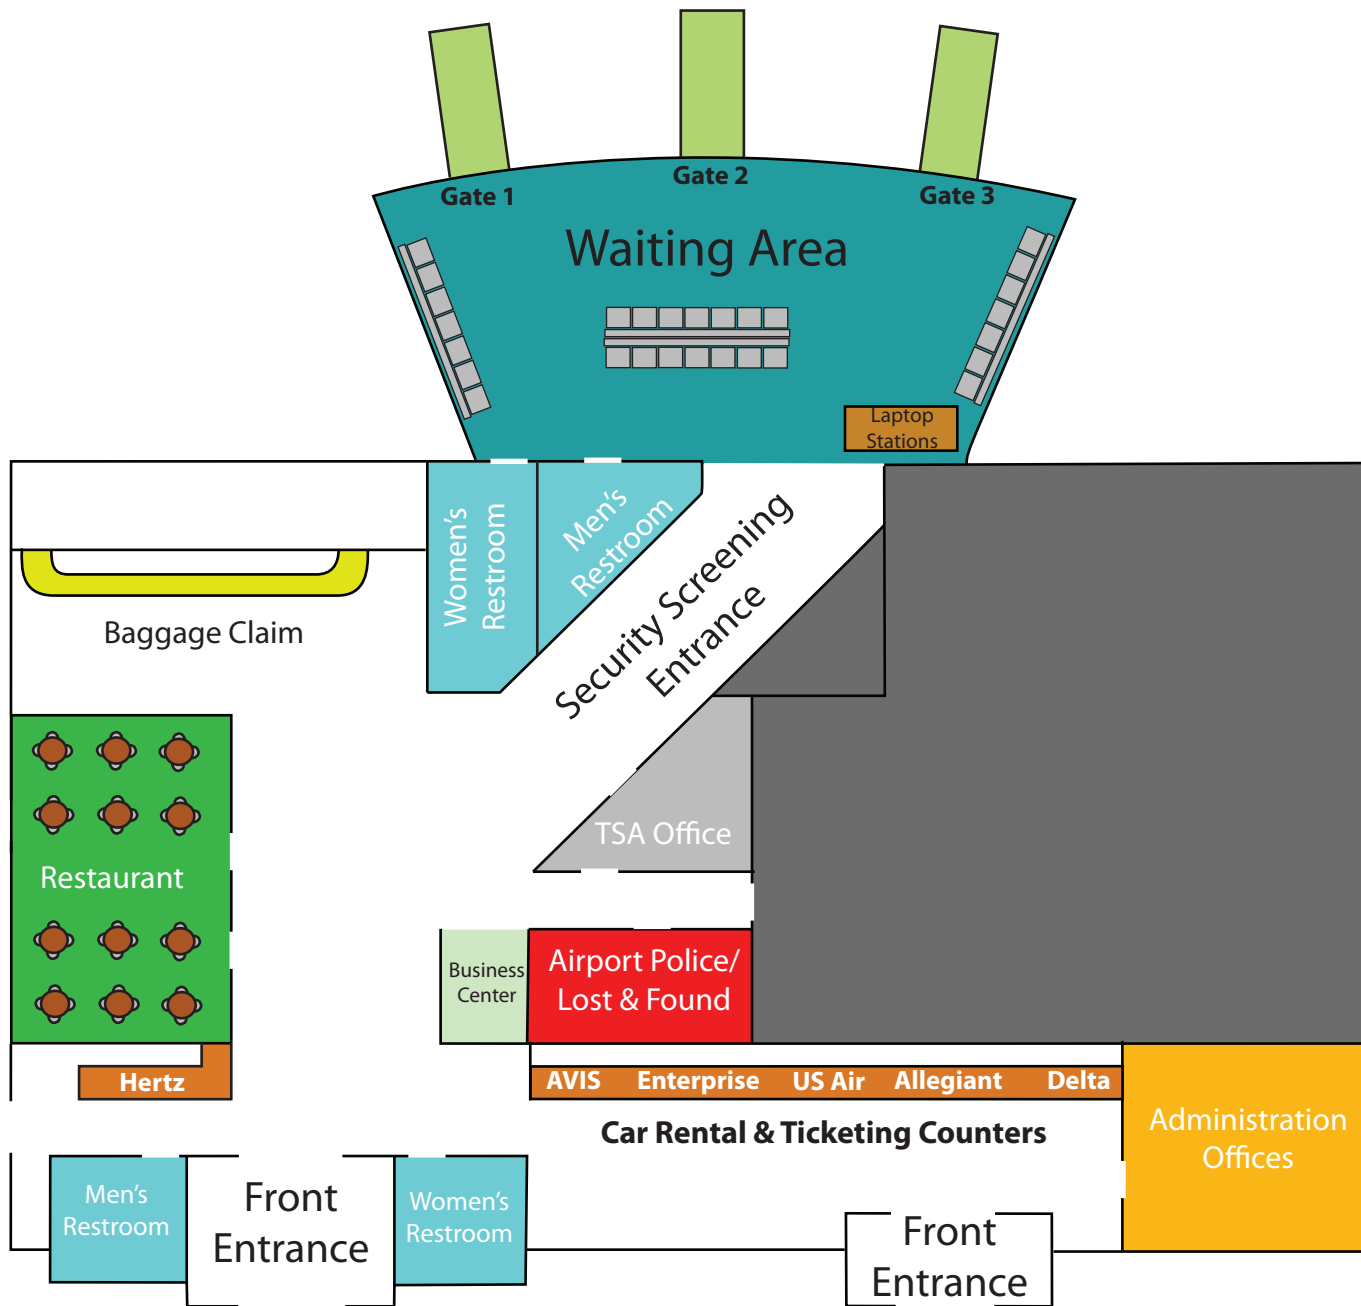 Gate 1
Gate 2
Gate 3
Waiting Area
Laptop
Stations
Women's
Restroom
Men's
Restroom
Security Screening
Entrance
Baggage Claim
TSA Office
Restaurant
Business
Center
Airport Police/
Lost & Found
Hertz
AVIS Enterprise US Air Allegiant Delta
Car Rental & Ticketing Counters
Administration
Offices
Men's
Restroom
Front
Entrance
Women's
Restroom
Front
Entrance